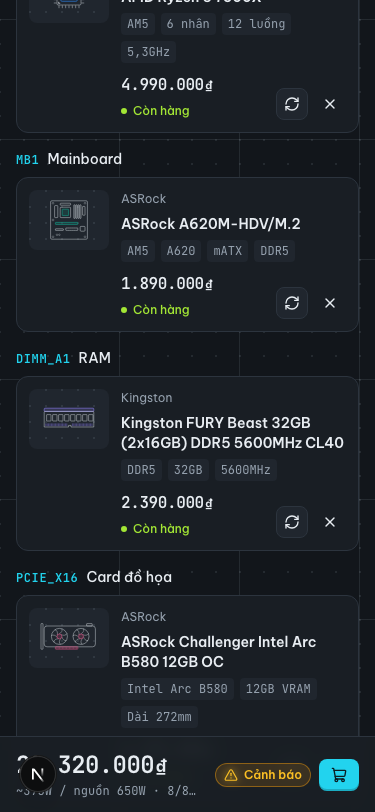 AM5 6 nhân 12 luồng
5,3GHz
4.990.000₫
Còn hàng
MB1 Mainboard
ASRock
ASRock A620M-HDV/M.2
AM5 A620 mATX DDR5
1.890.000₫
Còn hàng
DIMM_A1 RAM
Kingston
Kingston FURY Beast 32GB
(2x16GB) DDR5 5600MHz CL40
DDR5 32GB 5600MHz
2.390.000₫
Còn hàng
PCIE_X16 Card đồ họa
ASRock
ASRock Challenger Intel Arc
B580 12GB OC
Intel Arc B580 12GB VRAM
Dài 272mm
320.000₫
N
Cảnh báo
/ nguồn 650W · 8/8…